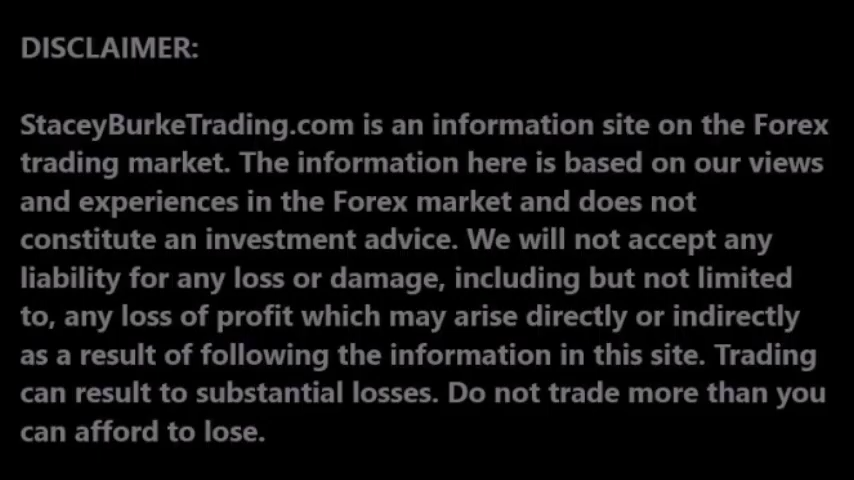 DISCLAIMER:
StaceyBurkeTrading.com is an information site on the Forex
trading market. The information here is based on our views
and experiences in the Forex market and does not
constitute an investment advice. We will not accept any
liability for any loss or damage, including but not limited
to, any loss of profit which may arise directly or indirectly
as a result of following the information in this site. Trading
can result to substantial losses. Do not trade more than you
can afford to lose.